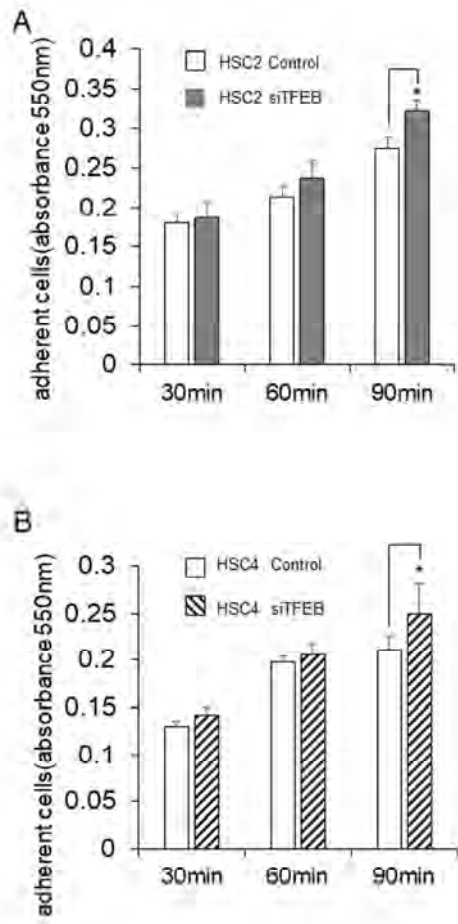 A
adherent cells(absorbance 550nm)
0.4
0.35
0.3
0.25
0.2
0.15
0.1
0.05
0
HSC2 Control
HSC2 siTFEB
*
30min 60min 90min
B
adherent cells(absorbance 550nm)
0.3
0.25
0.2
0.15
0.1
0.05
0
HSC4 Control
HSC4 siTFEB
*
30min 60min 90min